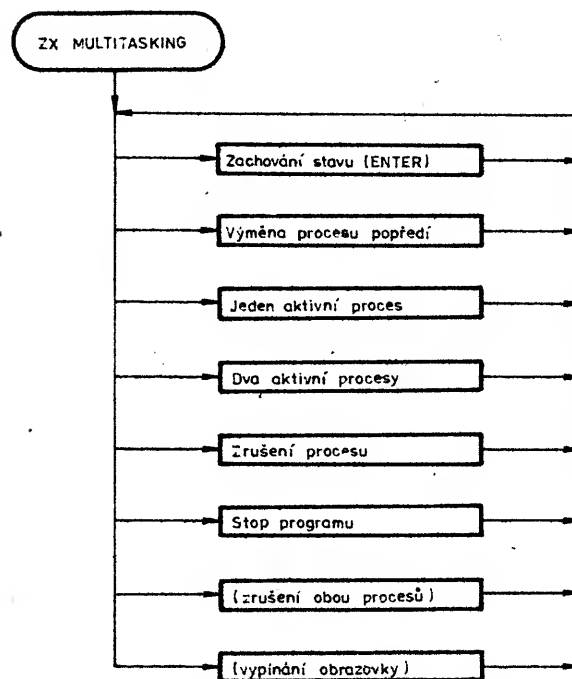 ZX MULTITASKING
Zachování stavu (ENTER)
Výměna procesu popředí
Jeden aktivní proces
Dva aktivní procesy
Zrušení procesu
Stop programu
(zrušení obou procesů)
(vypínání obrazovky)